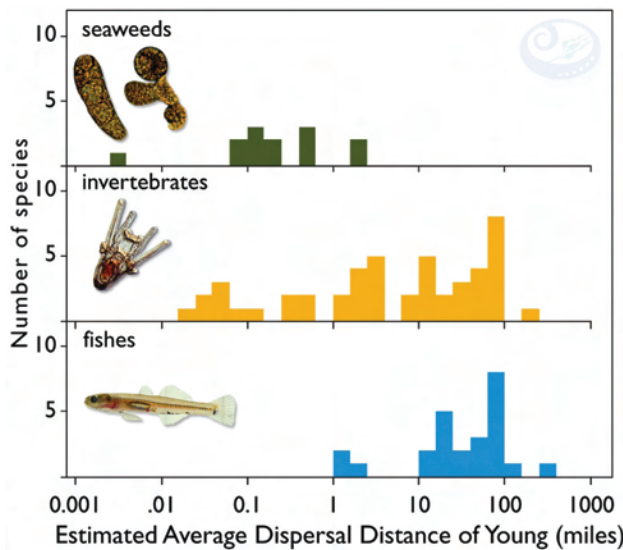 10
seaweeds
5
10
invertebrates
5
10
fishes
5
Number of species
0.001 .01 0.1 1 10 100 1000
Estimated Average Dispersal Distance of Young (miles)